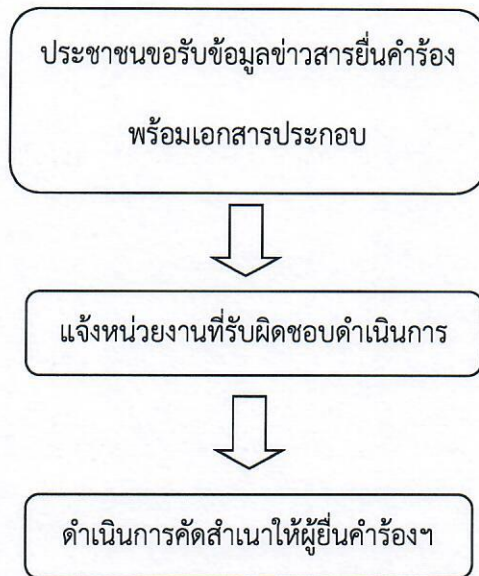 ประชาชนขอรับข้อมูลข่าวสารยื่นคำร้อง
พร้อมเอกสารประกอบ
แจ้งหน่วยงานที่รับผิดชอบดำเนินการ
ดำเนินการคัดสำเนาให้ผู้ยื่นคำร้องฯ